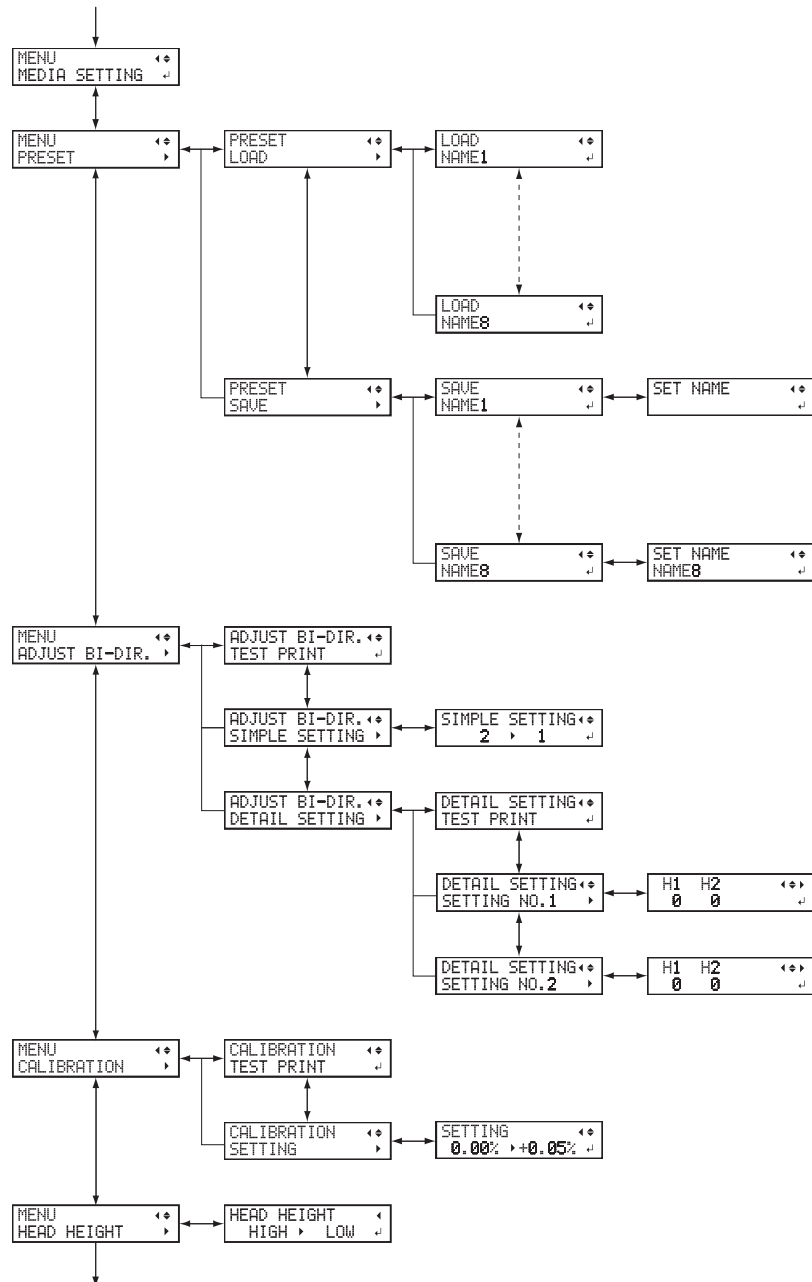 MENU
MEDIA SETTING
MENU
PRESET
PRESET
LOAD
LOAD
NAME1
LOAD
NAME8
PRESET
SAVE
SAVE
NAME1
SET NAME
SAVE
NAME8
SET NAME
NAME8
MENU
ADJUST BI-DIR.
ADJUST BI-DIR.
TEST PRINT
ADJUST BI-DIR.
SIMPLE SETTING
SIMPLE SETTING
2 1
ADJUST BI-DIR.
DETAIL SETTING
DETAIL SETTING
TEST PRINT
DETAIL SETTING
SETTING NO.1
H1 H2
0 0
DETAIL SETTING
SETTING NO.2
H1 H2
0 0
MENU
CALIBRATION
CALIBRATION
TEST PRINT
CALIBRATION
SETTING
SETTING
0.00% +0.05%
MENU
HEAD HEIGHT
HEAD HEIGHT
HIGH LOW